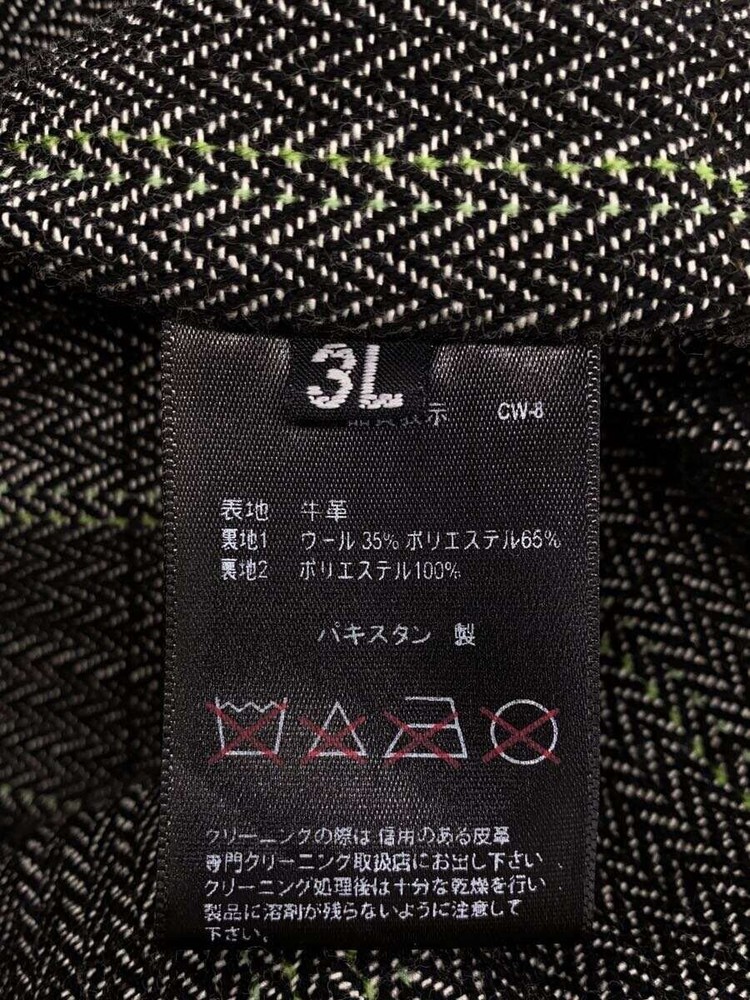 3L
品質表示 CW-8
表地 牛革
裏地1 ウール 35% ポリエステル65%
裏地2 ポリエステル100%
パキスタン 製
クリーニングの際は信用のある皮革
専門クリーニング取扱店にお出し下さい.
クリーニング処理後は十分な乾燥を行い
製品に溶剤が残らないように注意して
下さい。